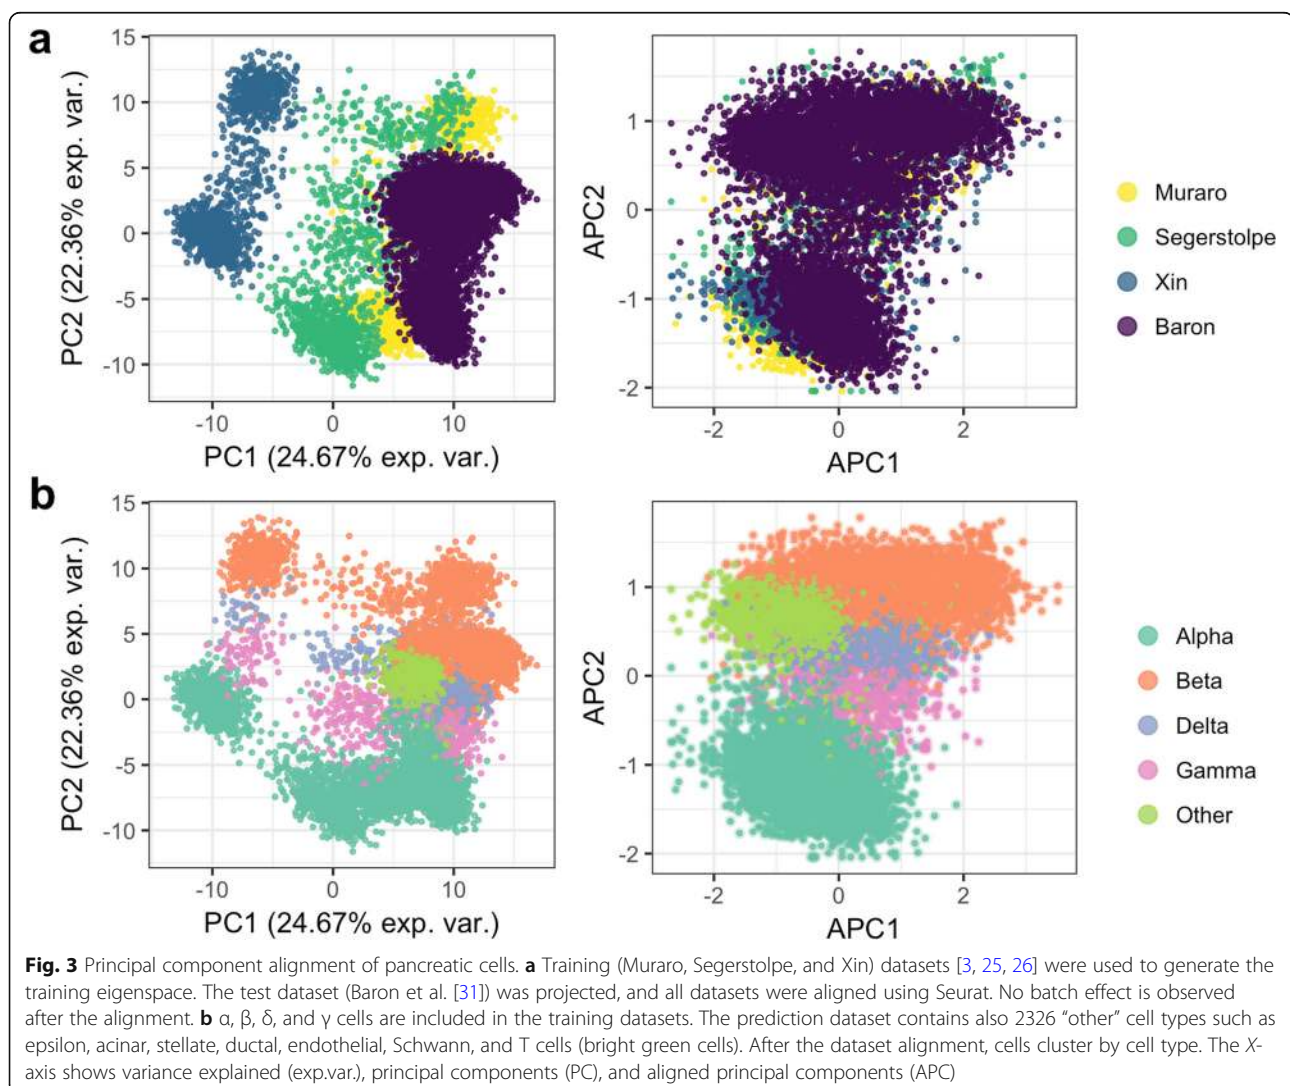 a
15
10
5
0
-5
-10
PC2 (22.36% exp. var.)
-10 0 10
PC1 (24.67% exp. var.)
1
0
-1
-2
APC2
-2 0 2
APC1
Muraro
Segerstolpe
Xin
Baron
b
15
10
5
0
-5
-10
PC2 (22.36% exp. var.)
-10 0 10
PC1 (24.67% exp. var.)
1
0
-1
-2
APC2
-2 0 2
APC1
Alpha
Beta
Delta
Gamma
Other
Fig. 3 Principal component alignment of pancreatic cells. a Training (Muraro, Segerstolpe, and Xin) datasets [3, 25, 26] were used to generate the
training eigenspace. The test dataset (Baron et al. [31]) was projected, and all datasets were aligned using Seurat. No batch effect is observed
after the alignment. b α, β, δ, and γ cells are included in the training datasets. The prediction dataset contains also 2326 “other” cell types such as
epsilon, acinar, stellate, ductal, endothelial, Schwann, and T cells (bright green cells). After the dataset alignment, cells cluster by cell type. The X-
axis shows variance explained (exp.var.), principal components (PC), and aligned principal components (APC)